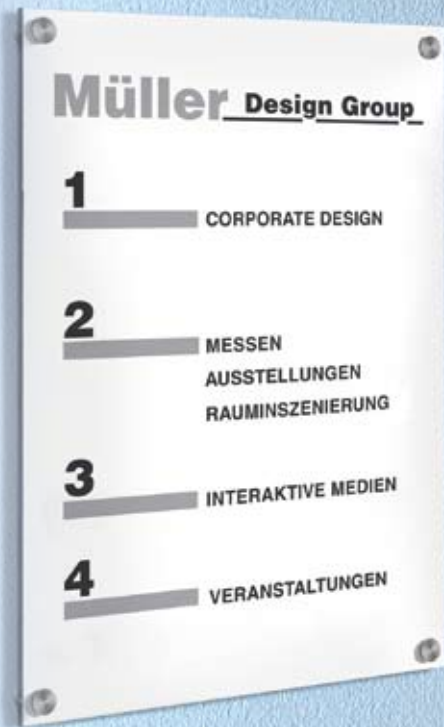 Müller Design Group
1
CORPORATE DESIGN
2
MESSEN
AUSSTELLUNGEN
RAUMINSZENIERUNG
3
INTERAKTIVE MEDIEN
4
VERANSTALTUNGEN